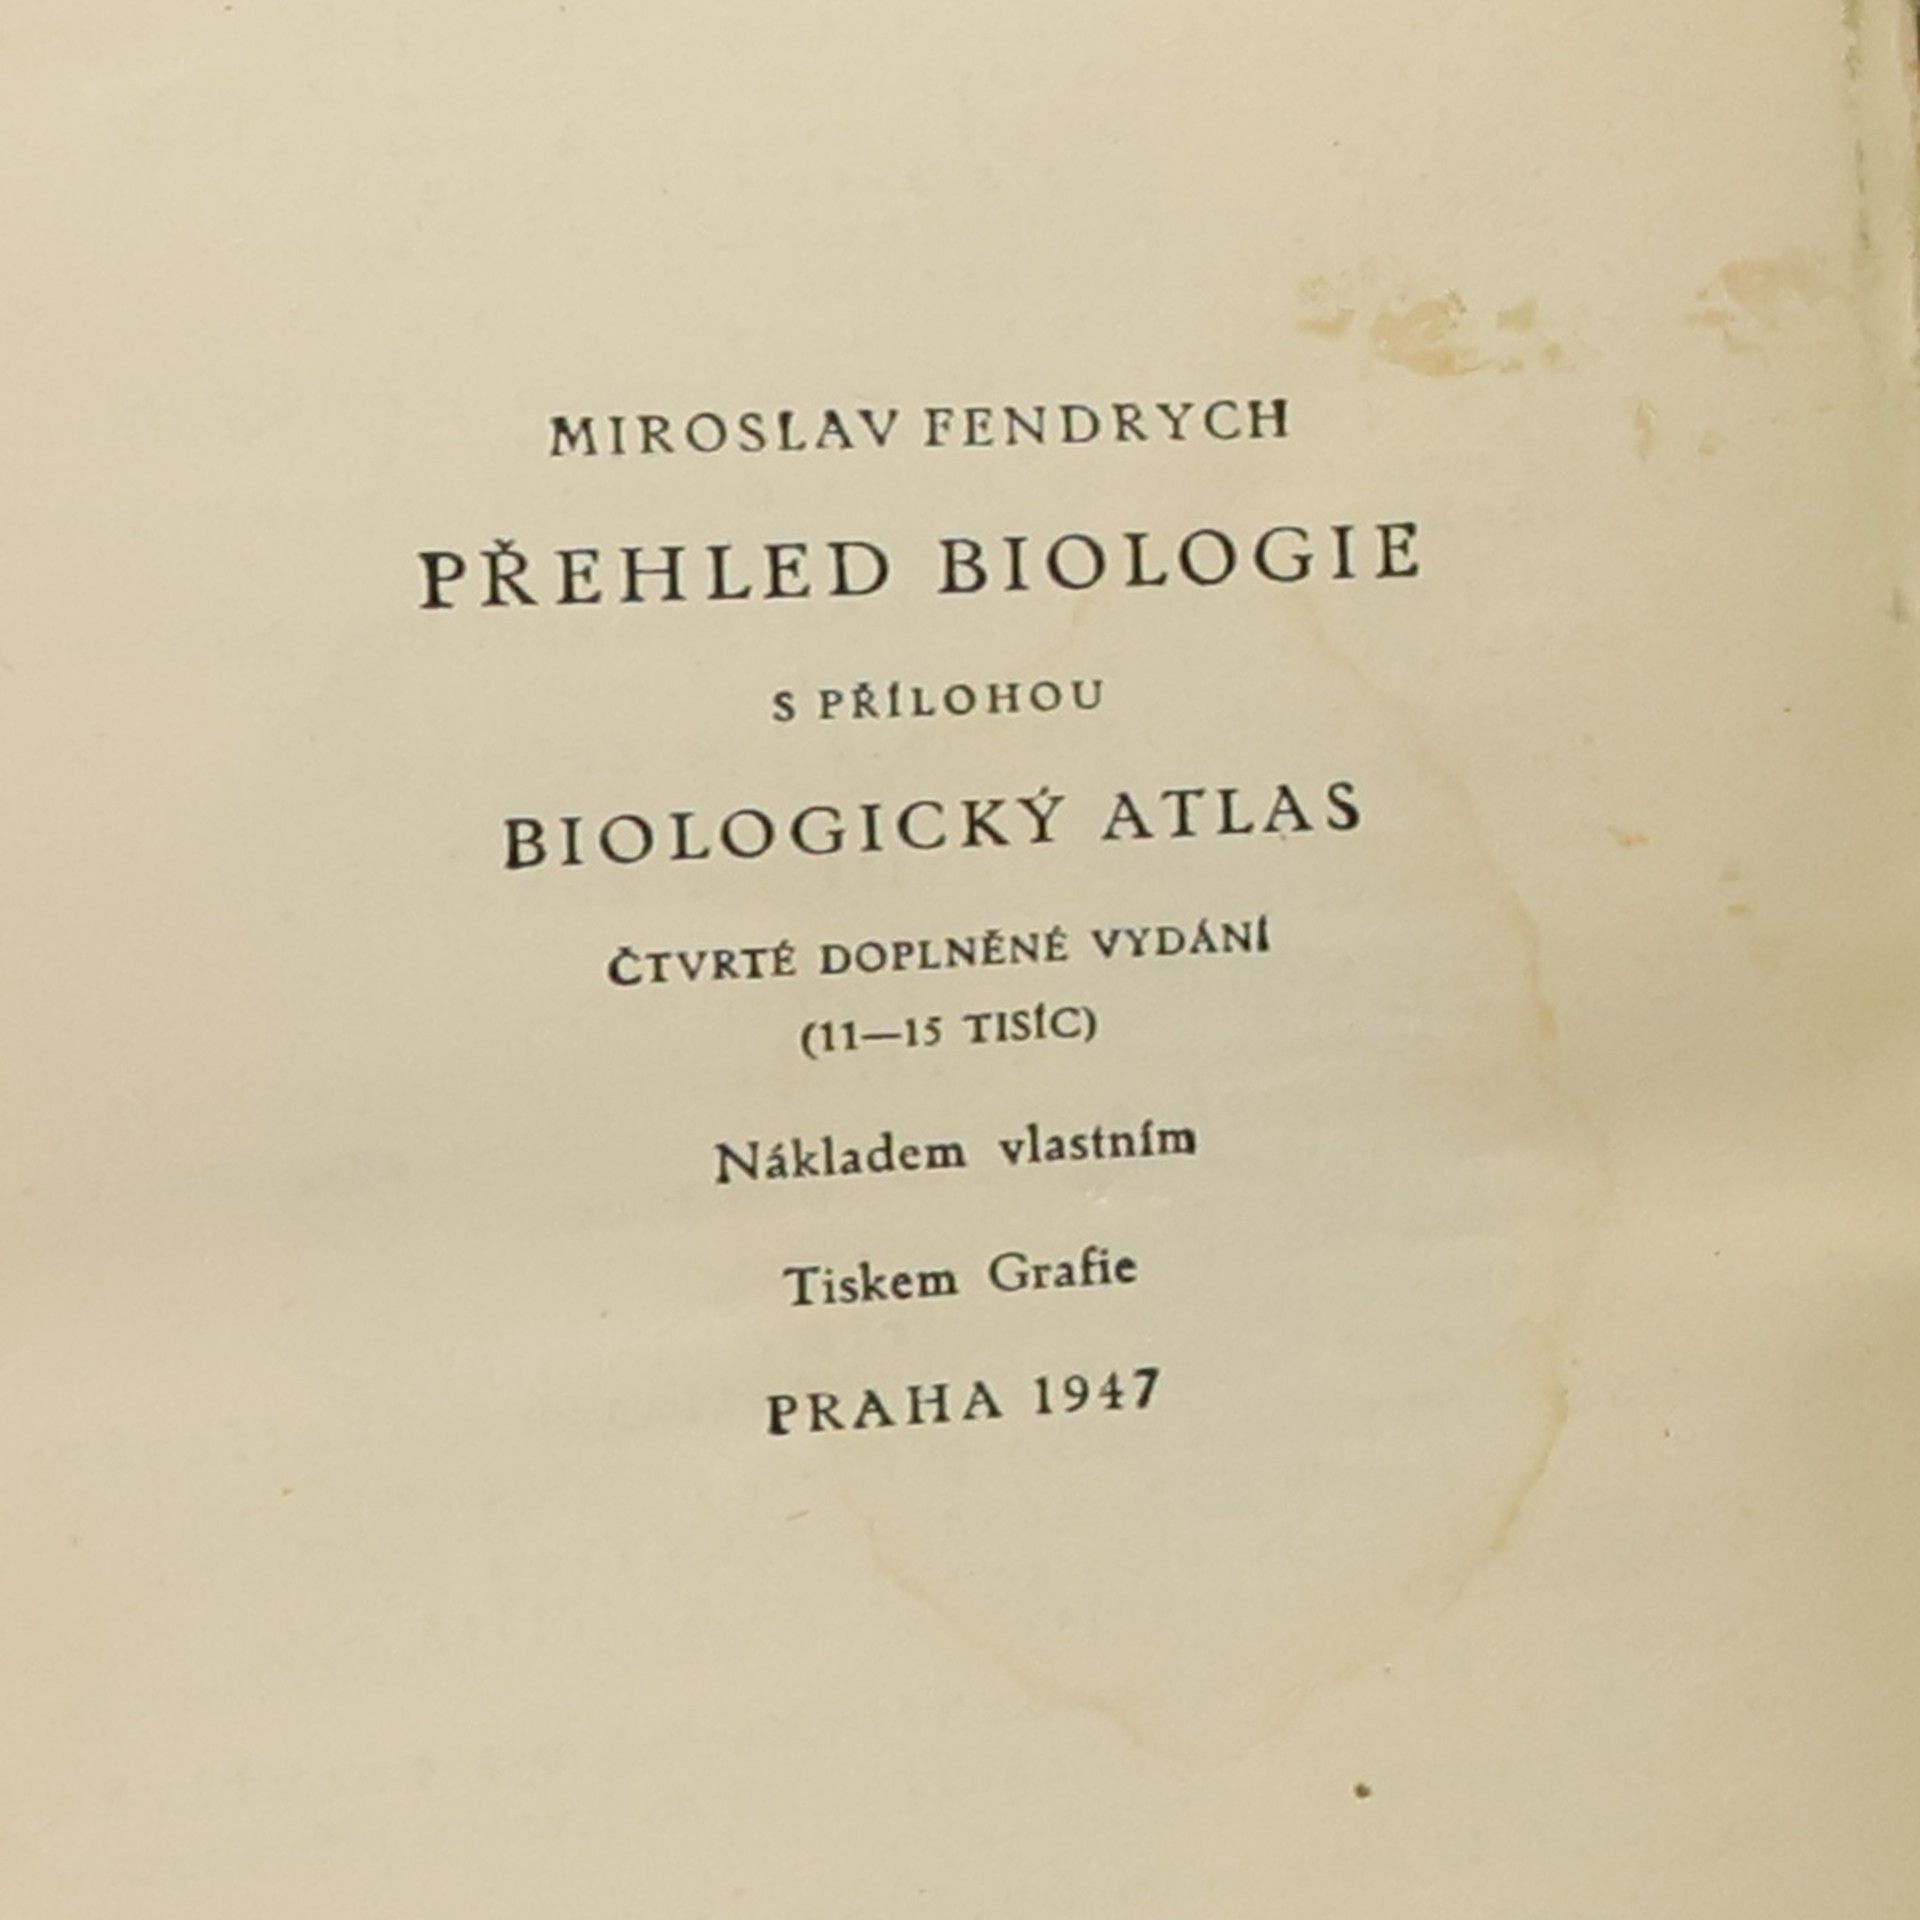 MIROSLAV FENDRYCH
PŘEHLED BIOLOGIE
S PŘÍLOHOU
BIOLOGICKÝ ATLAS
ČTVRTÉ DOPLNĚNÉ VYDÁNÍ
(11—15 TISÍC)
Nákladem vlastním
Tiskem Grafie
PRAHA 1947